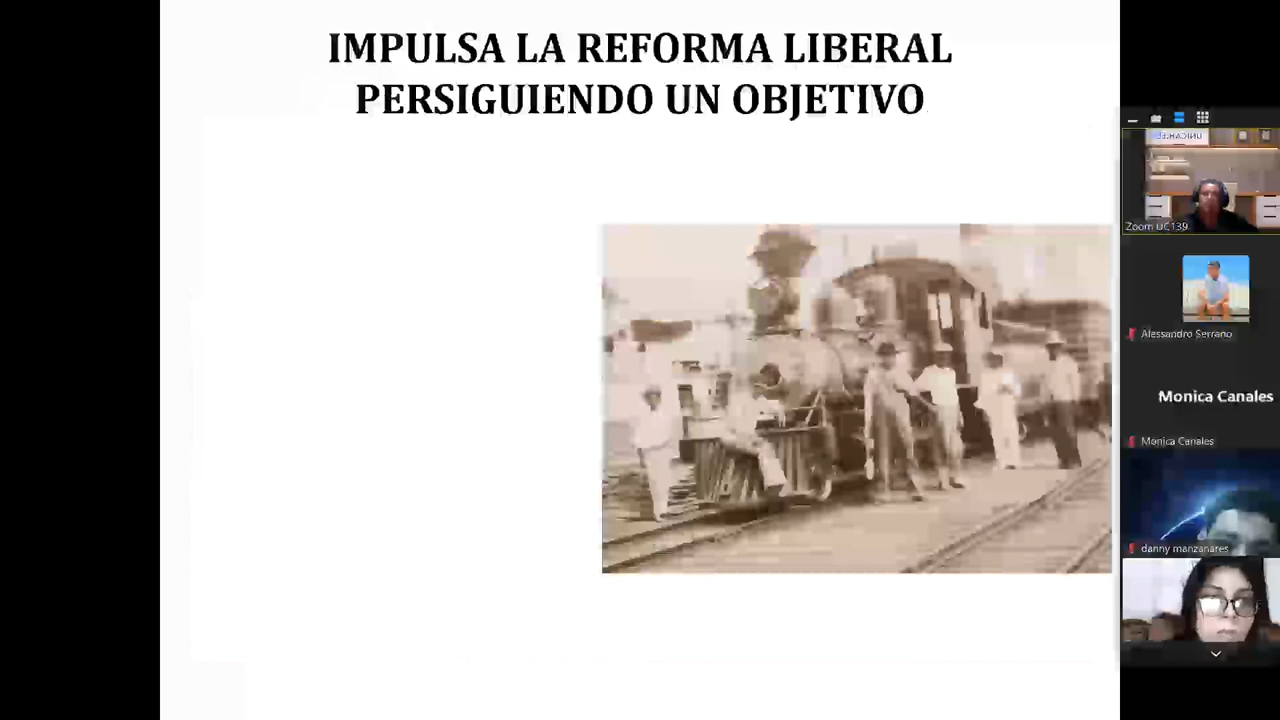 IMPULSA LA REFORMA LIBERAL
PERSIGUIENDO UN OBJETIVO
Zoom UC139
Alessandro Serrano
Monica Canales
Monica Canales
danny manzanares